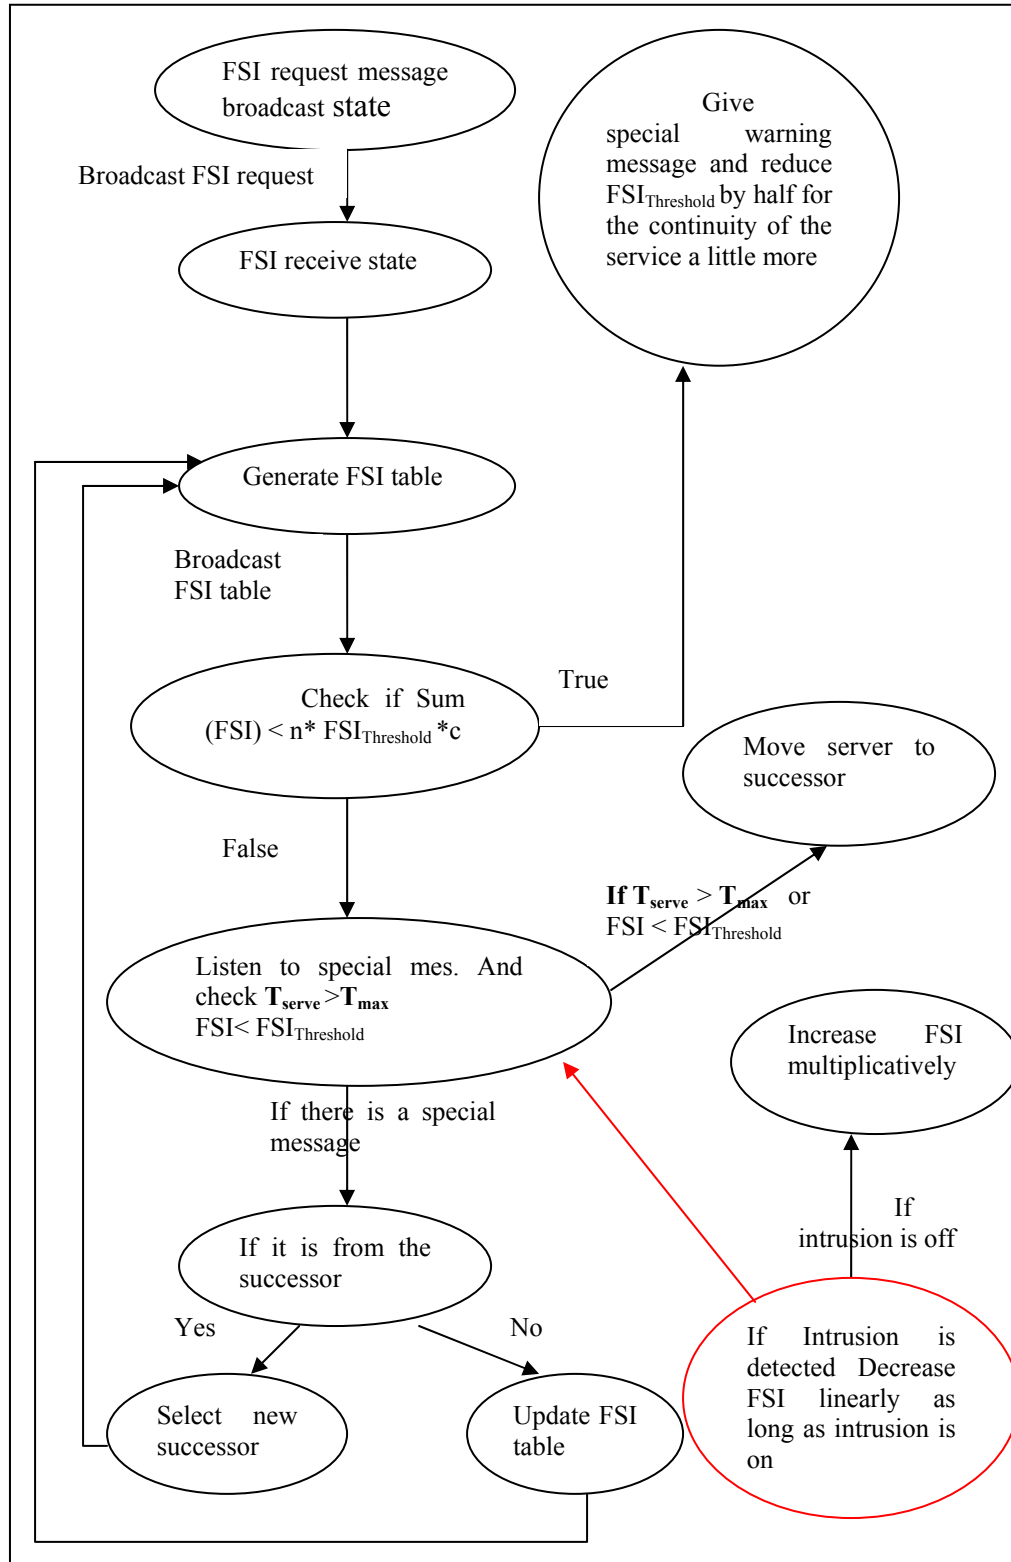 FSI request message
broadcast state
Give
special warning
message and reduce
FSIThreshold by half for
the continuity of the
service a little more
Broadcast FSI request
FSI receive state
Generate FSI table
Broadcast
FSI table
True
Check if Sum
(FSI) < n* FSIThreshold *c
Move server to
successor
False
If Tserve > Tmax or
FSI < FSIThreshold
Listen to special mes. And
check Tserve >Tmax
FSI< FSIThreshold
Increase FSI
multiplicatively
If there is a special
message
If
intrusion is off
If it is from the
successor
Yes
No
If Intrusion is
detected Decrease
FSI linearly as
long as intrusion is
on
Select new
successor
Update FSI
table